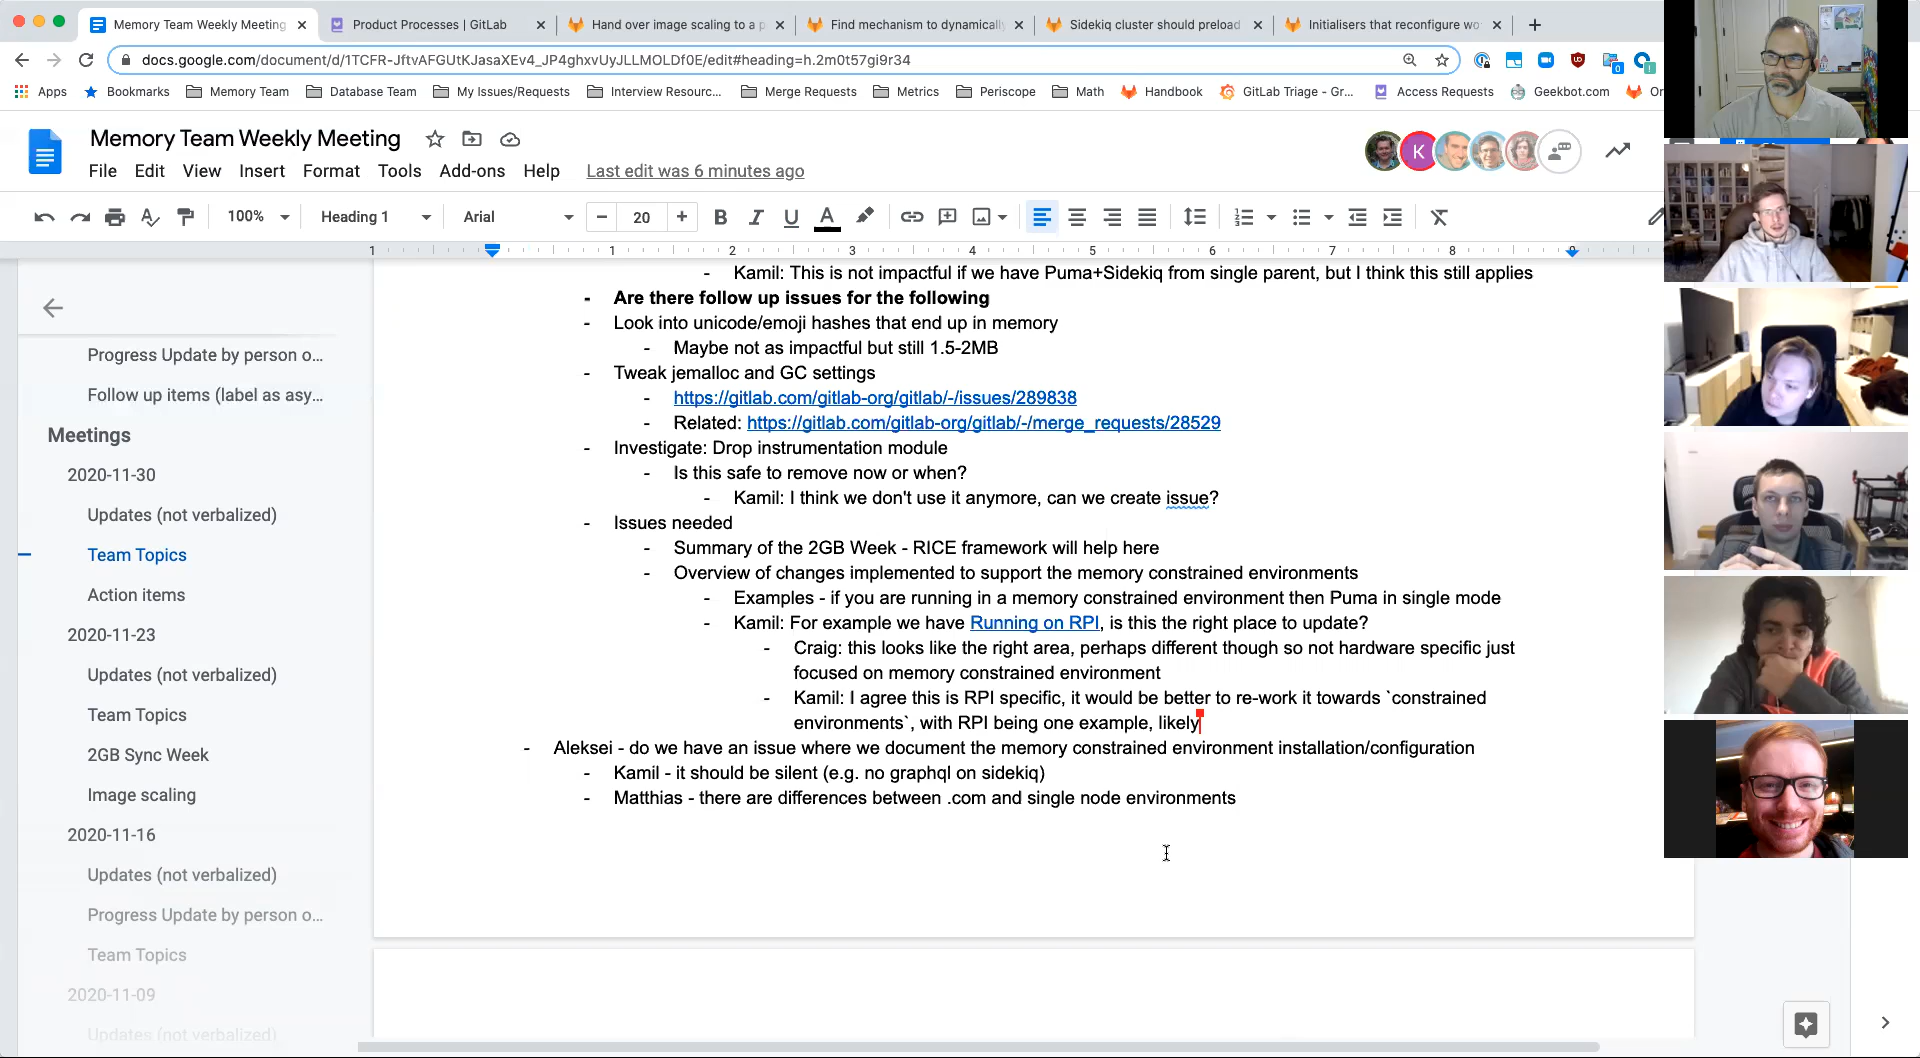 Memory Team Weekly Meeting
Product Processes | GitLab
Hand over image scaling to a p
Find mechanism to dynamically
Sidekiq cluster should preload
Initialisers that reconfigure wo
docs.google.com/document/d/1TCFR-JftvAFGUtKJasaXEv4_JP4ghxvUyJLLMOLDf0E/edit#heading=h.2m0t57gi9r34
Apps
Bookmarks
Memory Team
Database Team
My Issues/Requests
Interview Resourc...
Merge Requests
Metrics
Periscope
Math
Handbook
GitLab Triage - Gr...
Access Requests
Geekbot.com
Or
Memory Team Weekly Meeting
K
File Edit View Insert Format Tools Add-ons Help Last edit was 6 minutes ago
100% Heading 1 Arial 20 B I U A
1 1 2 3 4 5 6 7 8 9
Progress Update by person o...
Follow up items (label as asy...
Meetings
2020-11-30
Updates (not verbalized)
Team Topics
Action items
2020-11-23
Updates (not verbalized)
Team Topics
2GB Sync Week
Image scaling
2020-11-16
Updates (not verbalized)
Progress Update by person o...
Team Topics
2020-11-09
Updates (not verbalized)
- Kamil: This is not impactful if we have Puma+Sidekiq from single parent, but I think this still applies
- Are there follow up issues for the following
- Look into unicode/emoji hashes that end up in memory
- Maybe not as impactful but still 1.5-2MB
- Tweak jemalloc and GC settings
- https://gitlab.com/gitlab-org/gitlab/-/issues/289838
- Related: https://gitlab.com/gitlab-org/gitlab/-/merge_requests/28529
- Investigate: Drop instrumentation module
- Is this safe to remove now or when?
- Kamil: I think we don't use it anymore, can we create issue?
- Issues needed
- Summary of the 2GB Week - RICE framework will help here
- Overview of changes implemented to support the memory constrained environments
- Examples - if you are running in a memory constrained environment then Puma in single mode
- Kamil: For example we have Running on RPI, is this the right place to update?
- Craig: this looks like the right area, perhaps different though so not hardware specific just
focused on memory constrained environment
- Kamil: I agree this is RPI specific, it would be better to re-work it towards `constrained
environments`, with RPI being one example, likely
- Aleksei - do we have an issue where we document the memory constrained environment installation/configuration
- Kamil - it should be silent (e.g. no graphql on sidekiq)
- Matthias - there are differences between .com and single node environments